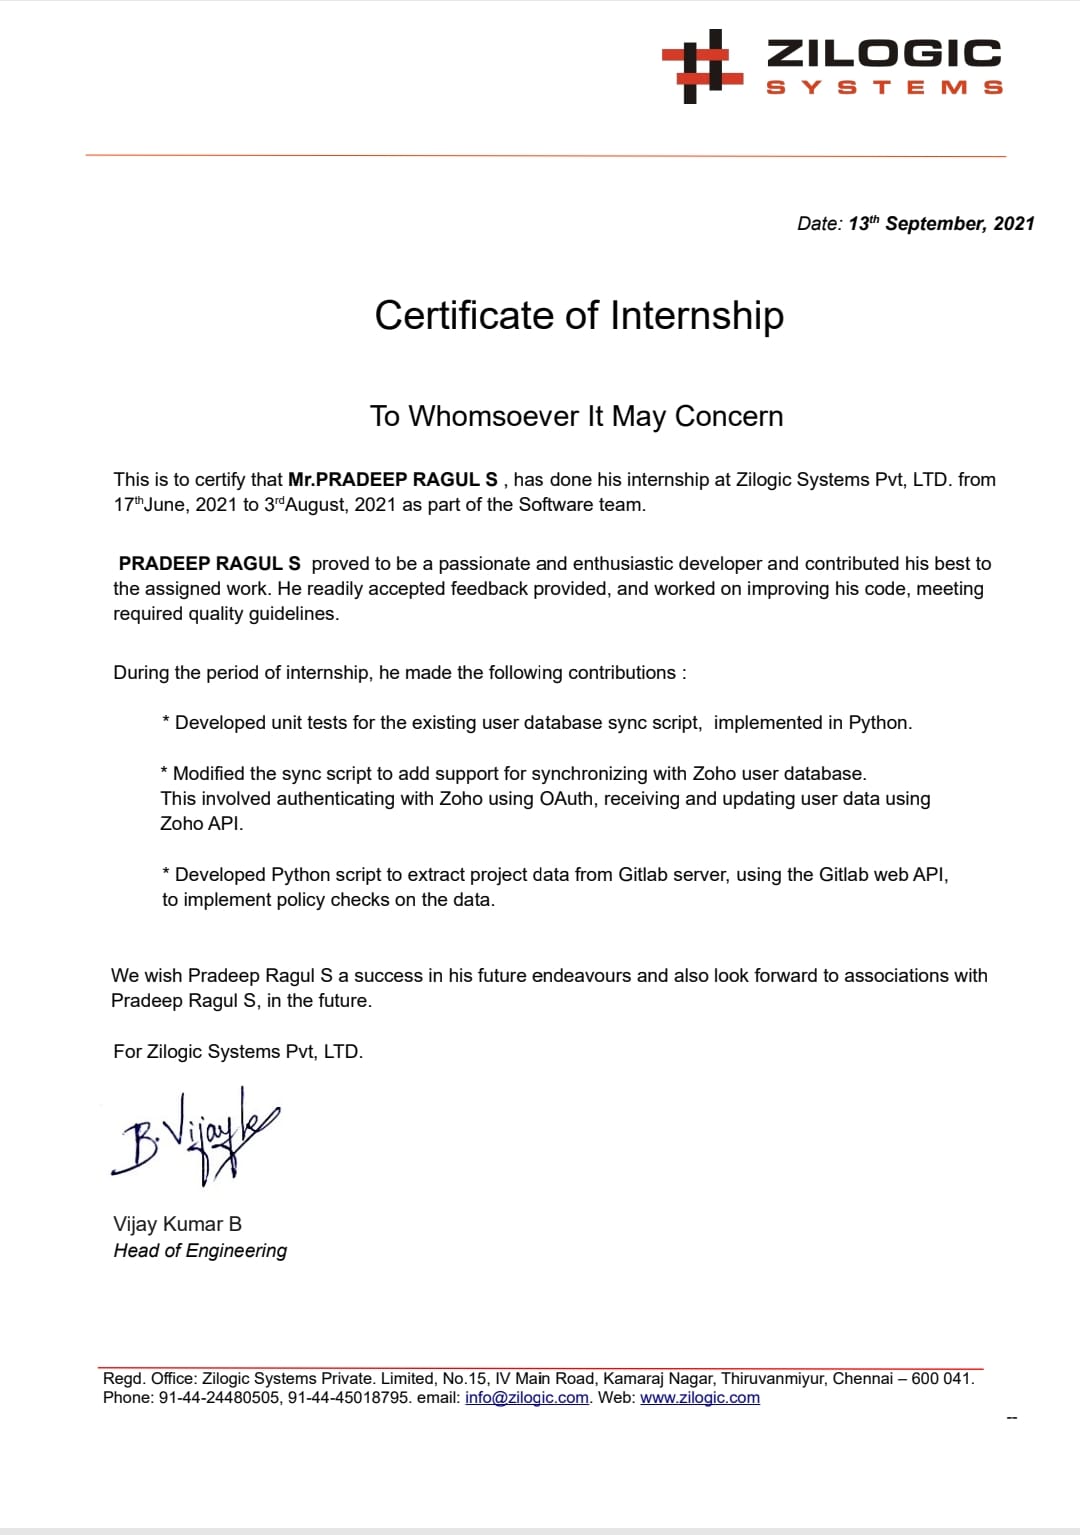 ZILOGIC
SYSTEMS
Date: 13th September, 2021
Certificate of Internship
To Whomsoever It May Concern
This is to certify that Mr.PRADEEP RAGUL S , has done his internship at Zilogic Systems Pvt, LTD. from
17thJune, 2021 to 3rdAugust, 2021 as part of the Software team.
PRADEEP RAGUL S proved to be a passionate and enthusiastic developer and contributed his best to
the assigned work. He readily accepted feedback provided, and worked on improving his code, meeting
required quality guidelines.
During the period of internship, he made the following contributions :
* Developed unit tests for the existing user database sync script, implemented in Python.
* Modified the sync script to add support for synchronizing with Zoho user database.
This involved authenticating with Zoho using OAuth, receiving and updating user data using
Zoho API.
* Developed Python script to extract project data from Gitlab server, using the Gitlab web API,
to implement policy checks on the data.
We wish Pradeep Ragul S a success in his future endeavours and also look forward to associations with
Pradeep Ragul S, in the future.
For Zilogic Systems Pvt, LTD.
B. Vijay
Vijay Kumar B
Head of Engineering
Regd. Office: Zilogic Systems Private. Limited, No.15, IV Main Road, Kamaraj Nagar, Thiruvanmiyur, Chennai – 600 041.
Phone: 91-44-24480505, 91-44-45018795. email: info@zilogic.com. Web: www.zilogic.com
--